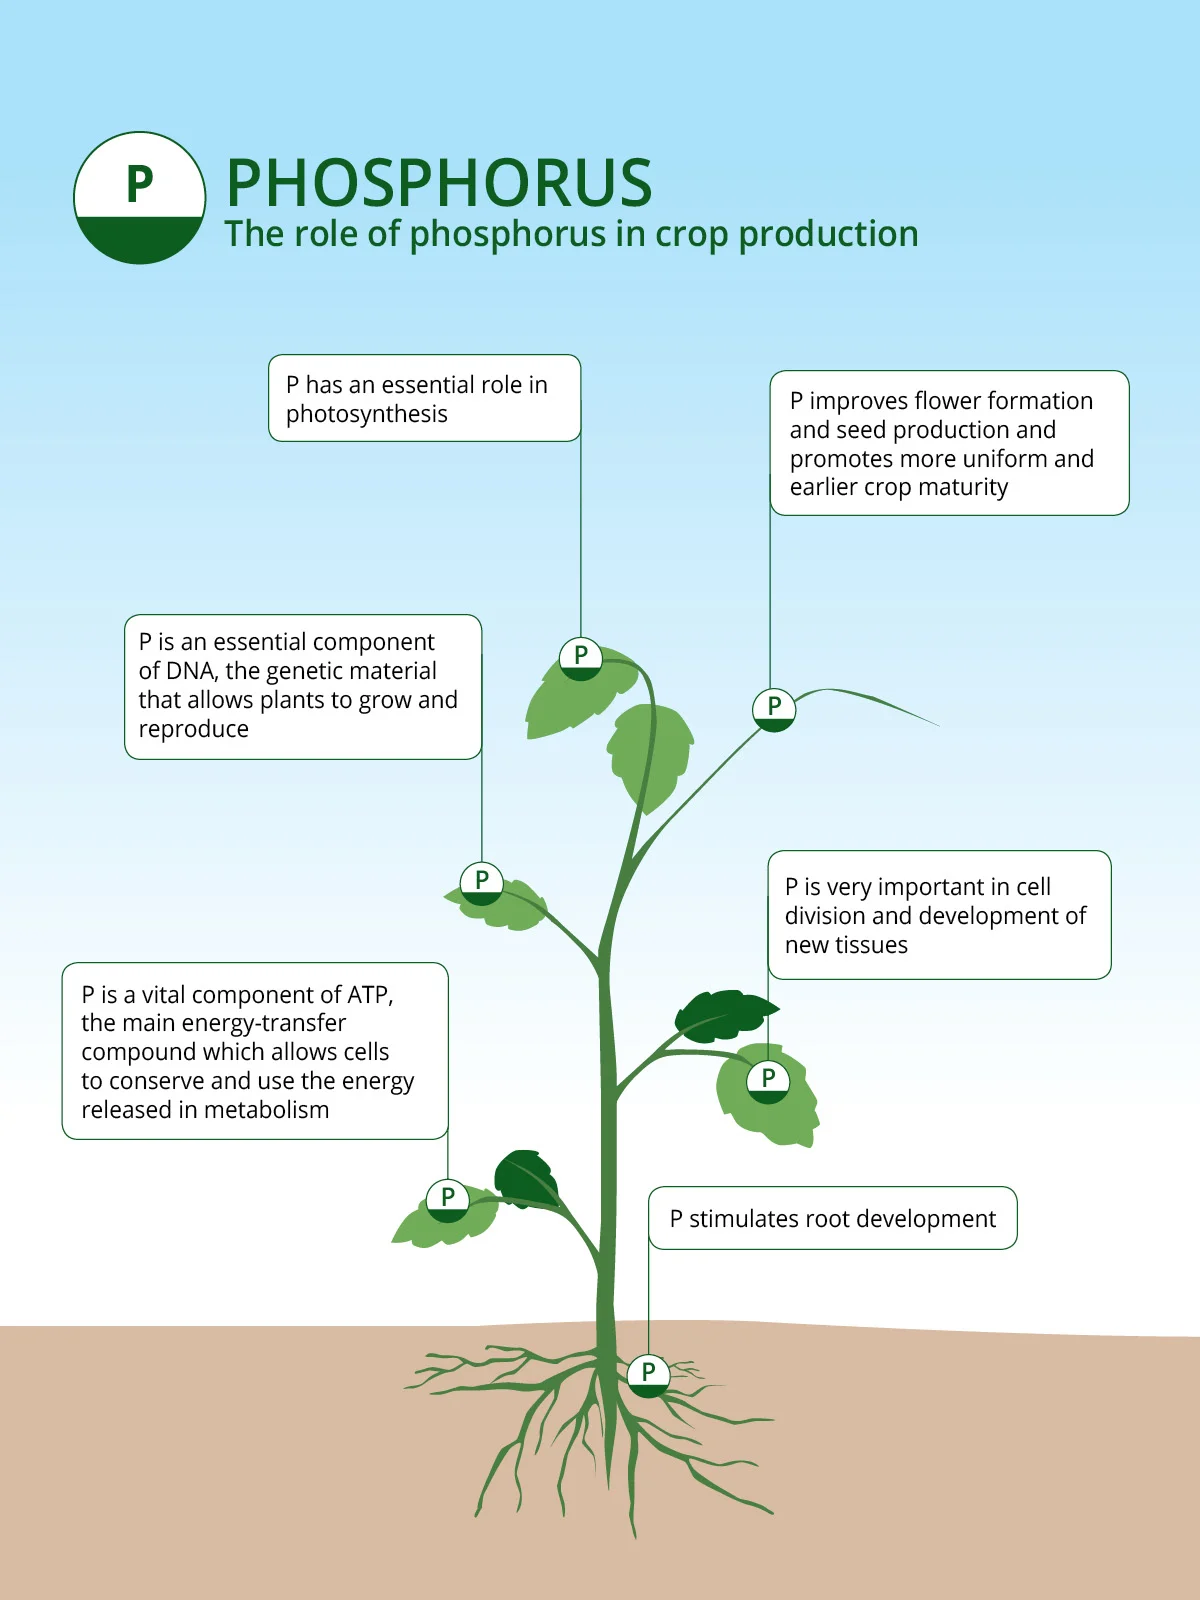 P
PHOSPHORUS
The role of phosphorus in crop production
P has an essential role in
photosynthesis
P improves flower formation
and seed production and
promotes more uniform and
earlier crop maturity
P is an essential component
of DNA, the genetic material
that allows plants to grow and
reproduce
P
P
P
P is very important in cell
division and development of
new tissues
P is a vital component of ATP,
the main energy-transfer
compound which allows cells
to conserve and use the energy
released in metabolism
P
P
P stimulates root development
P